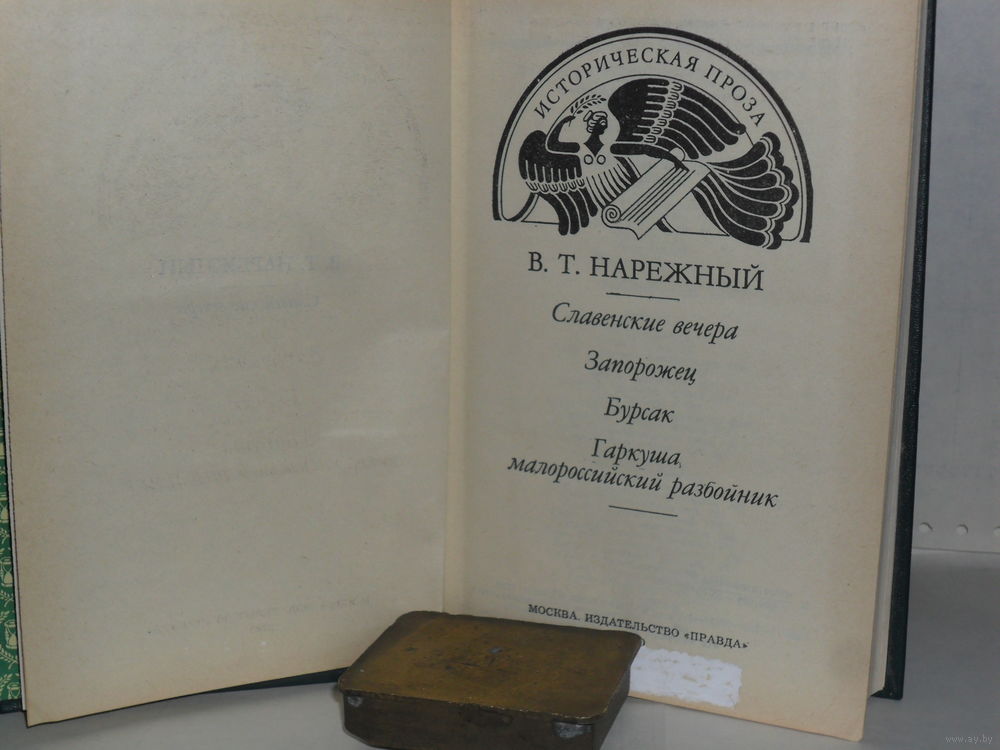 ИСТОРИЧЕСКАЯ ПРОЗА
В. Т. НАРЕЖНЫЙ
Славенские вечера
Запорожец
Бурсак
Гаркуша,
малороссийский разбойник
МОСКВА. ИЗДАТЕЛЬСТВО «ПРАВДА»
www.ay.by